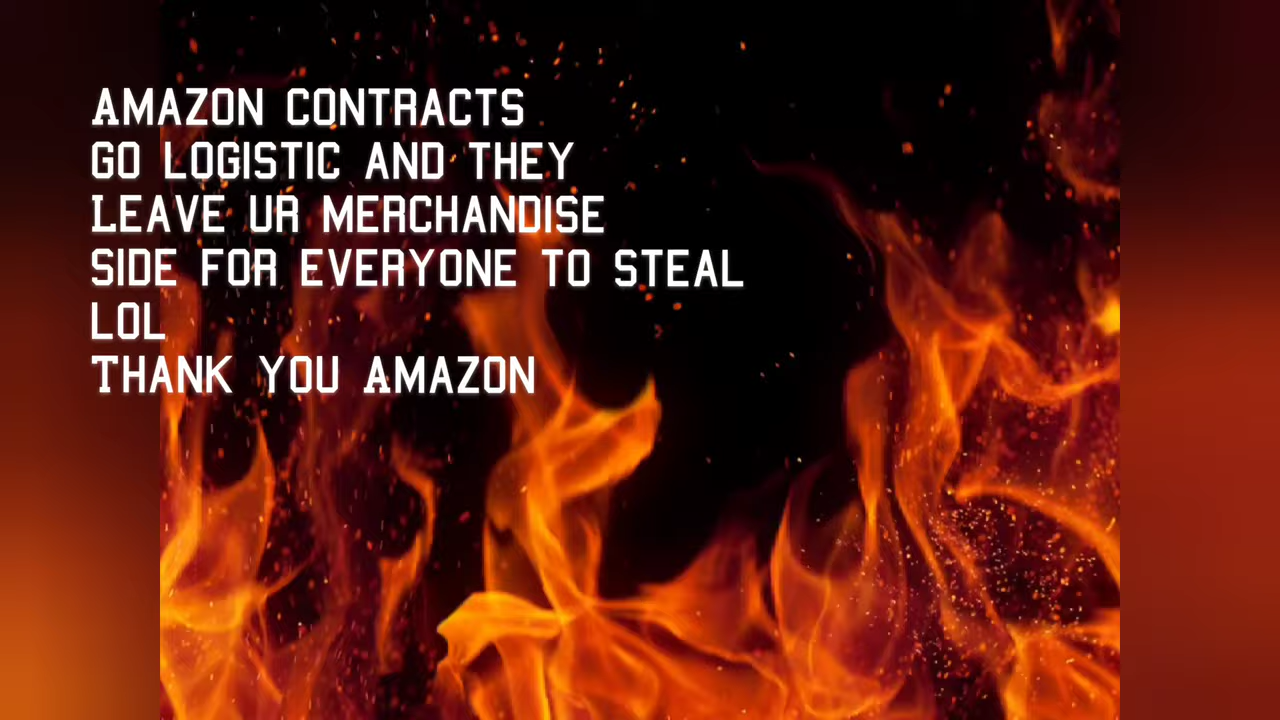 AMAZON CONTRACTS
GO LOGISTIC AND THEY
LEAVE UR MERCHANDISE
SIDE FOR EVERYONE TO STEAL
LOL
THANK YOU AMAZON